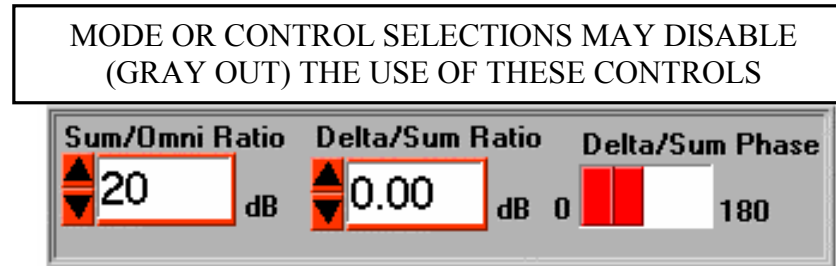 MODE OR CONTROL SELECTIONS MAY DISABLE
(GRAY OUT) THE USE OF THESE CONTROLS
Sum/Omni Ratio Delta/Sum Ratio Delta/Sum Phase
20 dB 0.00 dB 0 180